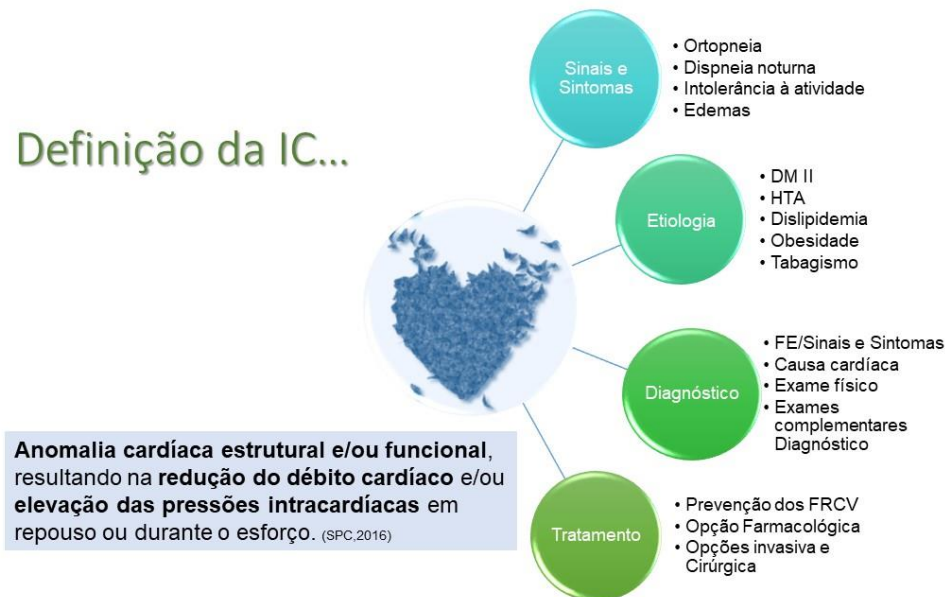 Definição da IC...
Anomalia cardíaca estrutural e/ou funcional,
resultando na redução do débito cardíaco e/ou
elevação das pressões intracardíacas em
repouso ou durante o esforço. (SPC,2016)
Sinais e
Sintomas
• Ortopneia
• Dispneia noturna
• Intolerância à atividade
• Edemas
Etiologia
• DM II
• HTA
• Dislipidemia
• Obesidade
• Tabagismo
Diagnóstico
• FE/Sinais e Sintomas
• Causa cardíaca
• Exame físico
• Exames
complementares
Diagnóstico
Tratamento
• Prevenção dos FRCV
• Opção Farmacológica
• Opções invasiva e
Cirúrgica